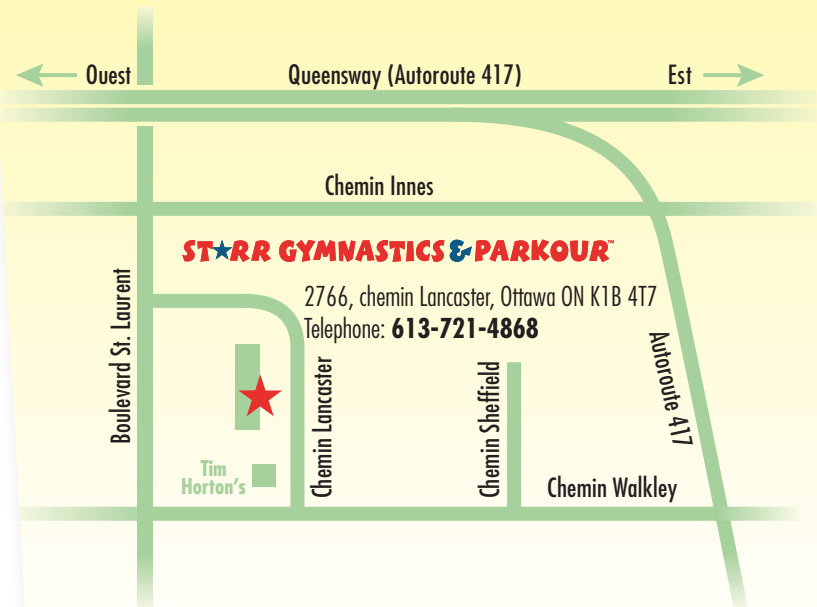 Ouest
Queensway (Autoroute 417)
Est
Chemin Innes
ST★RR GYMNASTICS & PARKOUR™
2766, chemin Lancaster, Ottawa ON K1B 4T7
Telephone: 613-721-4868
Boulevard St. Laurent
Chemin Lancaster
Chemin Sheffield
Autoroute 417
Tim
Horton's
Chemin Walkley